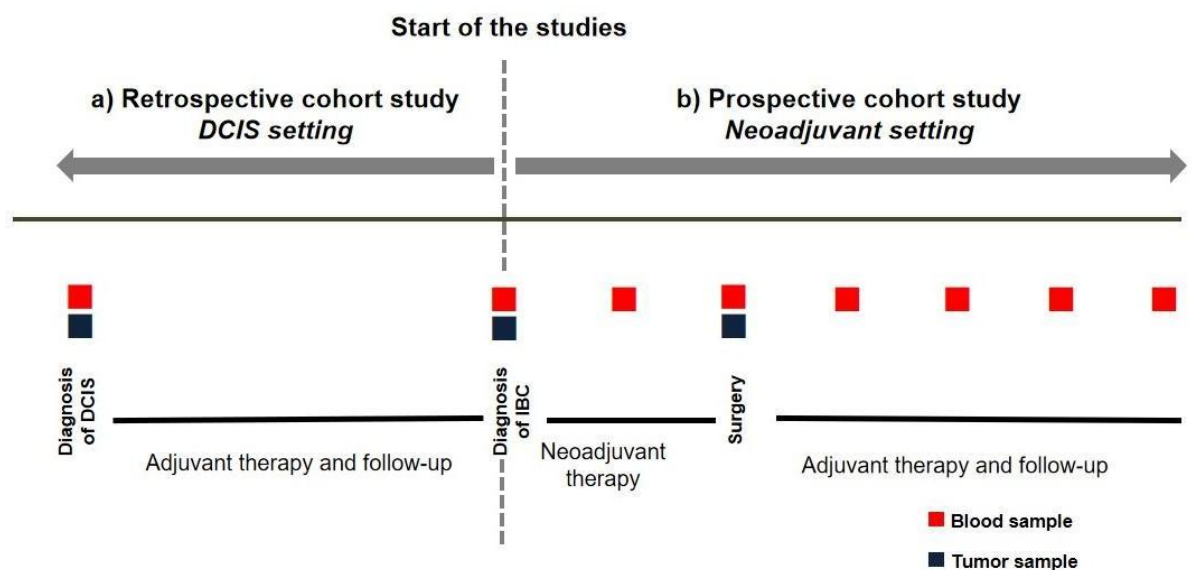 Start of the studies
a) Retrospective cohort study
DCIS setting
b) Prospective cohort study
Neoadjuvant setting
Diagnosis
of DCIS
Adjuvant therapy and follow-up
Diagnosis
of IBC
Neoadjuvant
therapy
Surgery
Adjuvant therapy and follow-up
Blood sample
Tumor sample